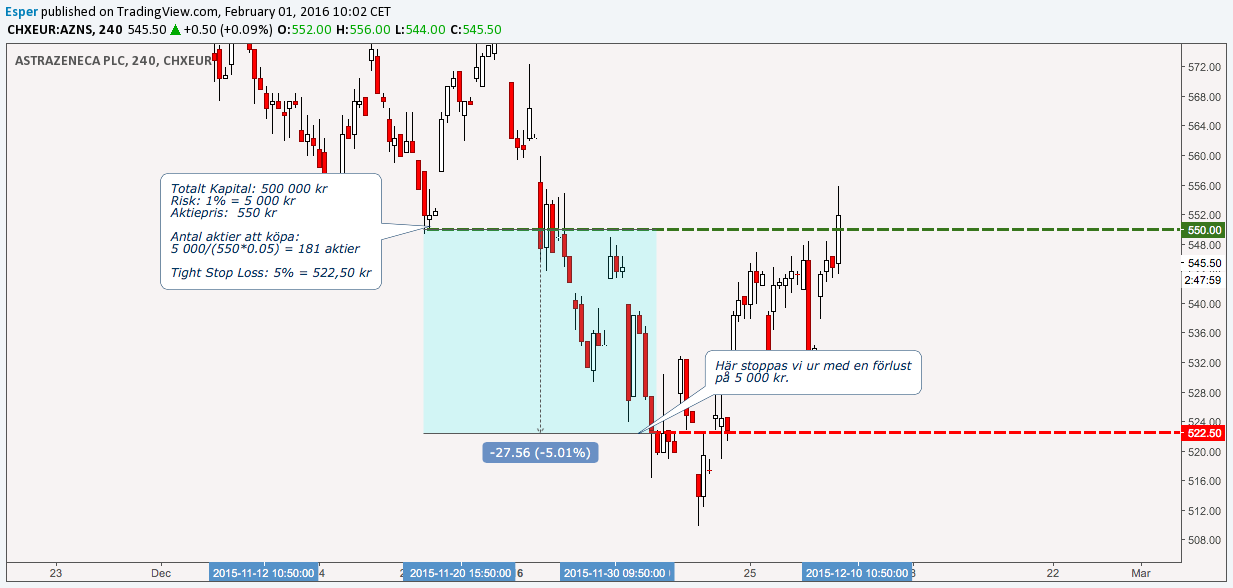 Esper published on TradingView.com, February 01, 2016 10:02 CET
CHXEUR:AZNS, 240 545.50 ▲ +0.50 (+0.09%) O:552.00 H:556.00 L:544.00 C:545.50
ASTRAZENECA PLC, 240, CHXEUR
Totalt Kapital: 500 000 kr
Risk: 1% = 5 000 kr
Aktiepris: 550 kr
Antal aktier att köpa:
5 000/(550*0.05) = 181 aktier
Tight Stop Loss: 5% = 522,50 kr
Här stoppas vi ur med en förlust
på 5 000 kr.
-27.56 (-5.01%)
572.00
568.00
564.00
560.00
556.00
552.00
550.00
548.00
545.50
2:47:59
540.00
536.00
532.00
528.00
524.00
522.50
520.00
516.00
512.00
508.00
23
Dec
2015-11-12 10:50:00
4
2015-11-20 15:50:00
6
2015-11-30 09:50:00
25
2015-12-10 10:50:00
22
Mar